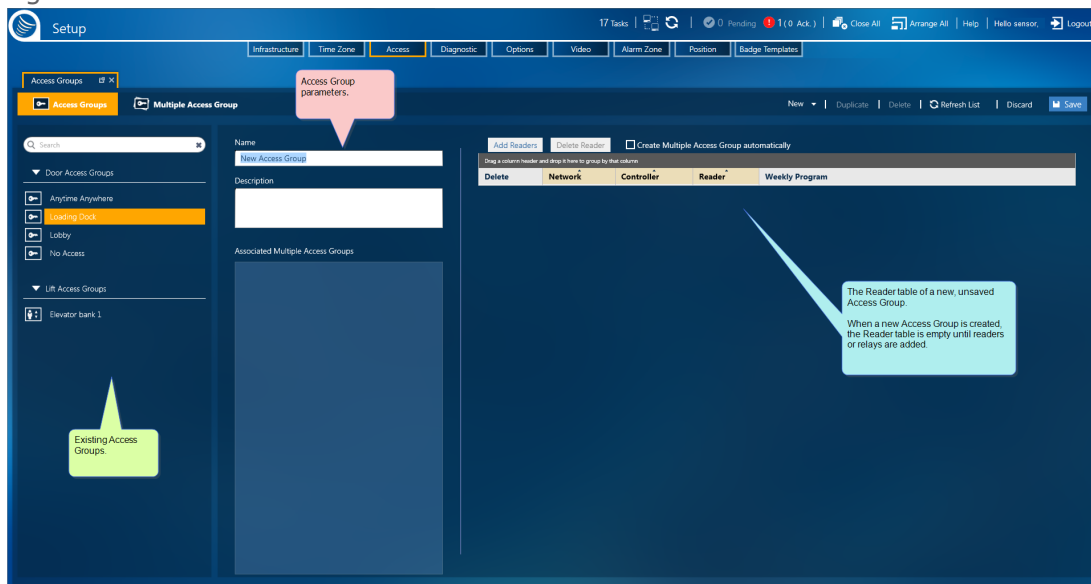 Setup
17 Tasks
0 Pending
1 ( 0 Ack. )
Close All
Arrange All
Help
Hello sensor,
Logout
Infrastructure
Time Zone
Access
Diagnostic
Options
Video
Alarm Zone
Position
Badge Templates
Access Groups
Access Groups
Multiple Access Group
New
Duplicate
Delete
Refresh List
Discard
Save
Access Group
parameters.
Search
Door Access Groups
Anytime Anywhere
Loading Dock
Lobby
No Access
Lift Access Groups
Elevator bank 1
Existing Access
Groups.
Name
New Access Group
Description
Associated Multiple Access Groups
Add Readers
Delete Reader
Create Multiple Access Group automatically
Drag a column header and drop it here to group by that column
Delete
Network*
Controller*
Reader*
Weekly Program
The Reader table of a new, unsaved
Access Group.
When a new Access Group is created,
the Reader table is empty until readers
or relays are added.